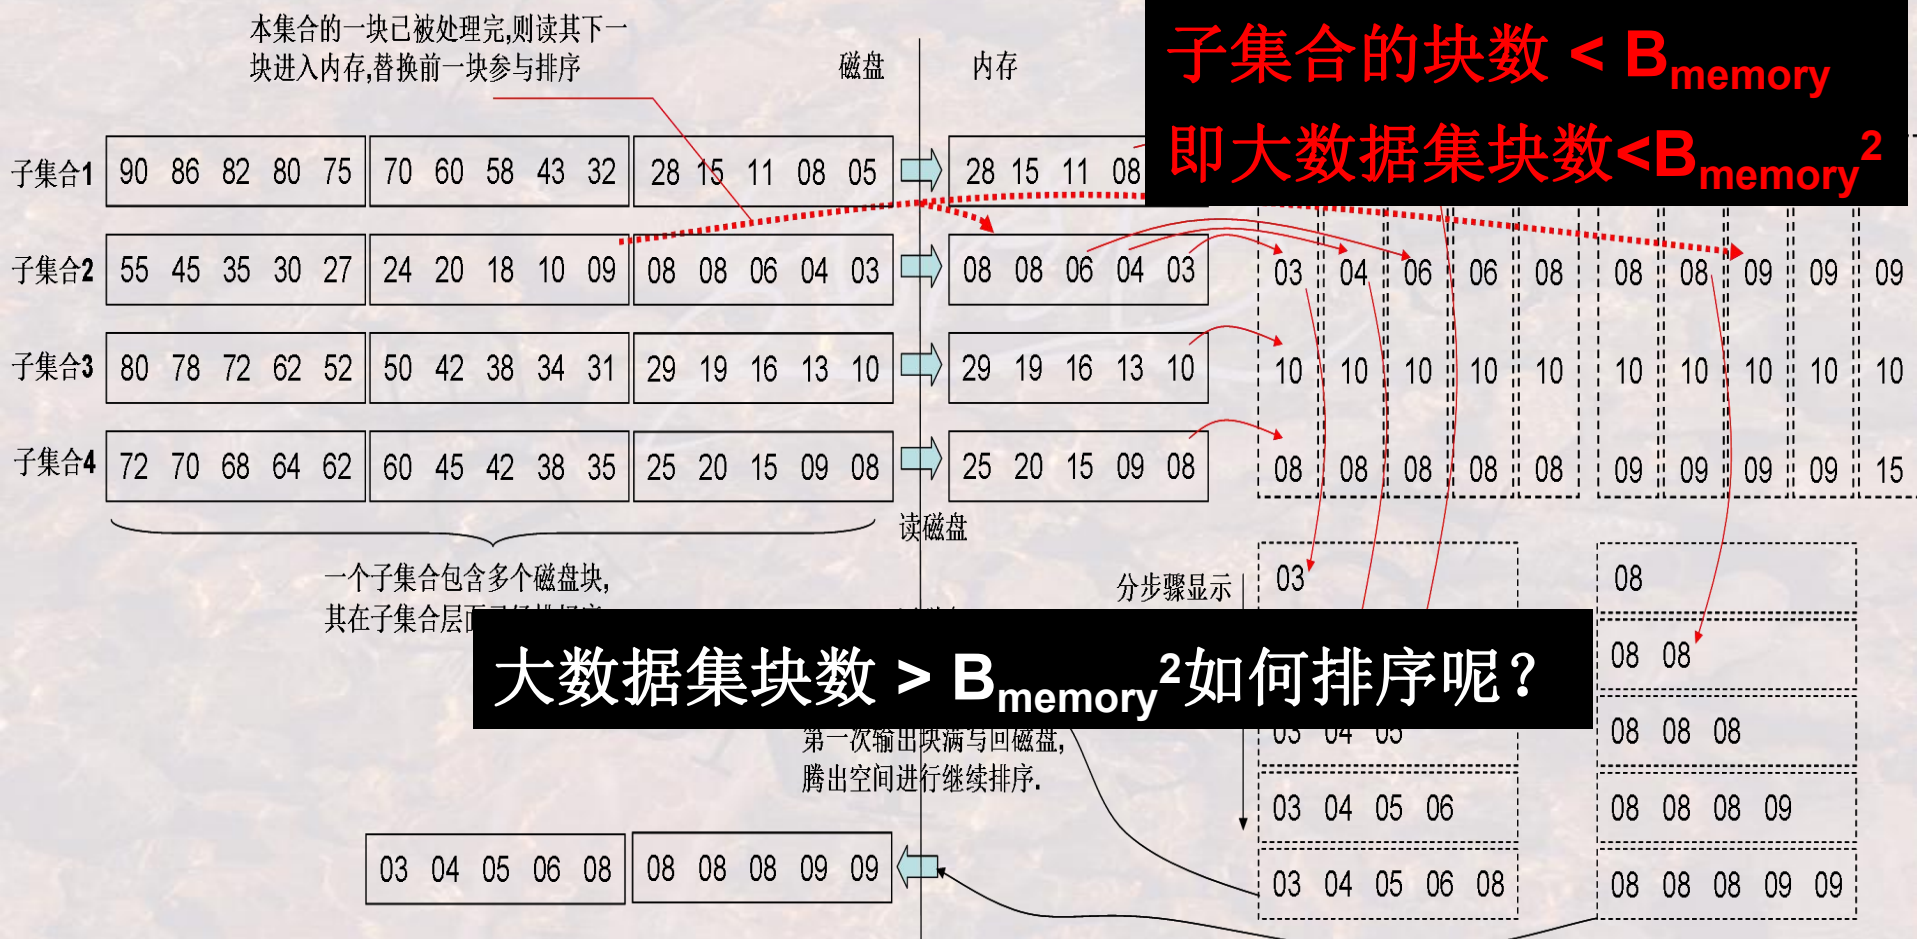 本集合的一块已被处理完,则读其下一
块进入内存,替换前一块参与排序
磁盘
内存
子集合的块数 < Bmemory
即大数据集块数<Bmemory²
子集合1
90 86 82 80 75
70 60 58 43 32
28 15 11 08 05
28 15 11 08
子集合2
55 45 35 30 27
24 20 18 10 09
08 08 06 04 03
08 08 06 04 03
03 04 06 06 08
08 08 09 09 09
子集合3
80 78 72 62 52
50 42 38 34 31
29 19 16 13 10
29 19 16 13 10
10 10 10 10 10
10 10 10 10 10
子集合4
72 70 68 64 62
60 45 42 38 35
25 20 15 09 08
25 20 15 09 08
08 08 08 08 08
09 09 09 09 15
读磁盘
一个子集合包含多个磁盘块,
其在子集合层
分步骤显示
03
08
大数据集块数 > Bmemory²如何排序呢?
08 08
第一次输出块满写回磁盘,
腾出空间进行继续排序.
03 04 05
08 08 08
03 04 05 06
08 08 08 09
03 04 05 06 08
08 08 08 09 09
03 04 05 06 08
08 08 08 09 09